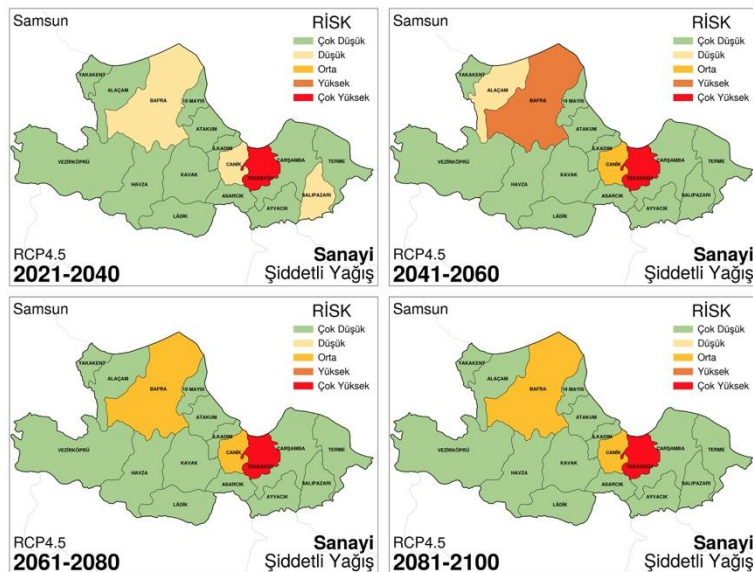 Samsun
RİSK
Çok Düşük
Düşük
Orta
Yüksek
Çok Yüksek
YAKAKENT
ALAÇAM
BAFRA
19 MAYIS
ATAKUM
İLKADIM
CANİK
TEKKEKÖY
ÇARŞAMBA
TERME
VEZİRKÖPRÜ
HAVZA
KAVAK
ASARCIK
SALIPAZARI
AYVACIK
LÂDİK
RCP4.5
2021-2040
Sanayi
Şiddetli Yağış
Samsun
RİSK
Çok Düşük
Düşük
Orta
Yüksek
Çok Yüksek
YAKAKENT
ALAÇAM
BAFRA
19 MAYIS
ATAKUM
İLKADIM
CANİK
TEKKEKÖY
ÇARŞAMBA
TERME
VEZİRKÖPRÜ
HAVZA
KAVAK
ASARCIK
SALIPAZARI
AYVACIK
LÂDİK
RCP4.5
2041-2060
Sanayi
Şiddetli Yağış
Samsun
RİSK
Çok Düşük
Düşük
Orta
Yüksek
Çok Yüksek
YAKAKENT
ALAÇAM
BAFRA
19 MAYIS
ATAKUM
İLKADIM
CANİK
TEKKEKÖY
ÇARŞAMBA
TERME
VEZİRKÖPRÜ
HAVZA
KAVAK
ASARCIK
SALIPAZARI
AYVACIK
LÂDİK
RCP4.5
2061-2080
Sanayi
Şiddetli Yağış
Samsun
RİSK
Çok Düşük
Düşük
Orta
Yüksek
Çok Yüksek
YAKAKENT
ALAÇAM
BAFRA
19 MAYIS
ATAKUM
İLKADIM
CANİK
TEKKEKÖY
ÇARŞAMBA
TERME
VEZİRKÖPRÜ
HAVZA
KAVAK
ASARCIK
SALIPAZARI
AYVACIK
LÂDİK
RCP4.5
2081-2100
Sanayi
Şiddetli Yağış